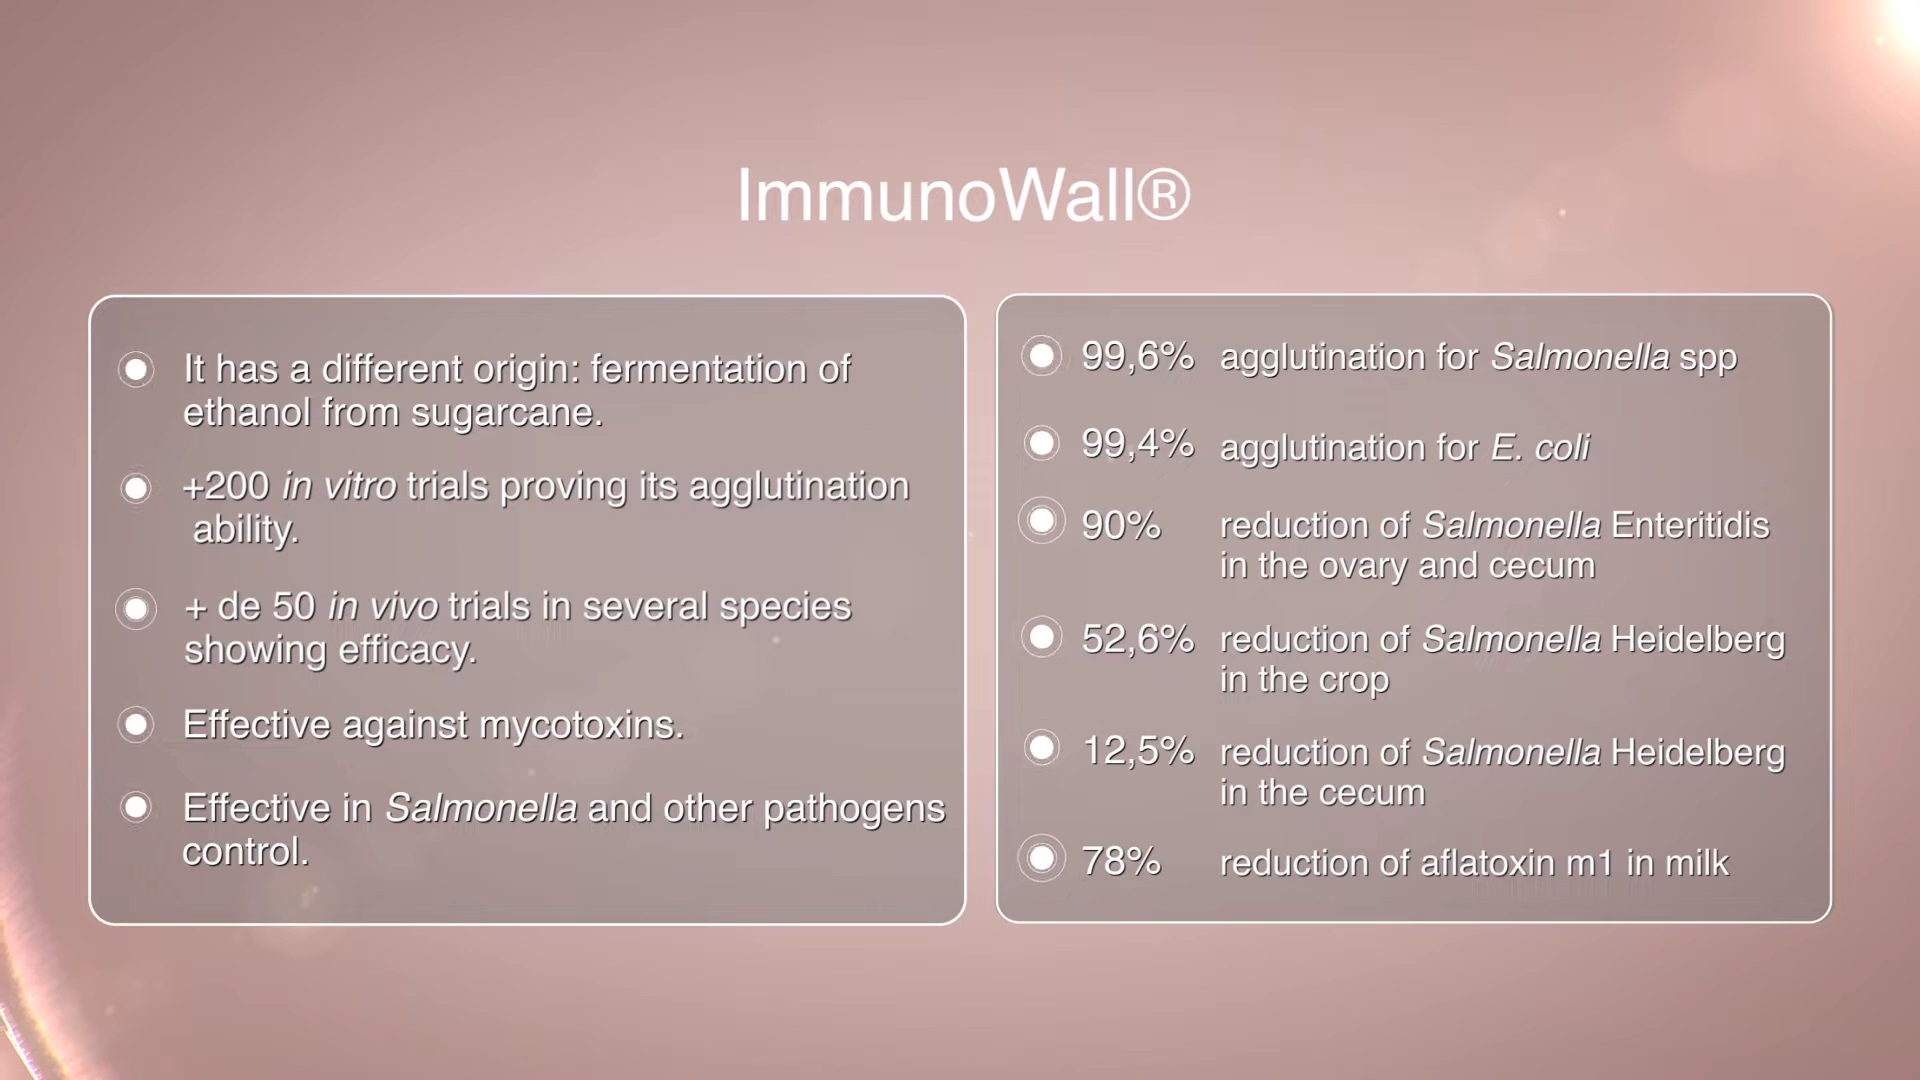 ImmunoWall®
It has a different origin: fermentation of
ethanol from sugarcane.
+200 in vitro trials proving its agglutination
ability.
+ de 50 in vivo trials in several species
showing efficacy.
Effective against mycotoxins.
Effective in Salmonella and other pathogens
control.
99,6% agglutination for Salmonella spp
99,4% agglutination for E. coli
90% reduction of Salmonella Enteritidis
in the ovary and cecum
52,6% reduction of Salmonella Heidelberg
in the crop
12,5% reduction of Salmonella Heidelberg
in the cecum
78% reduction of aflatoxin m1 in milk